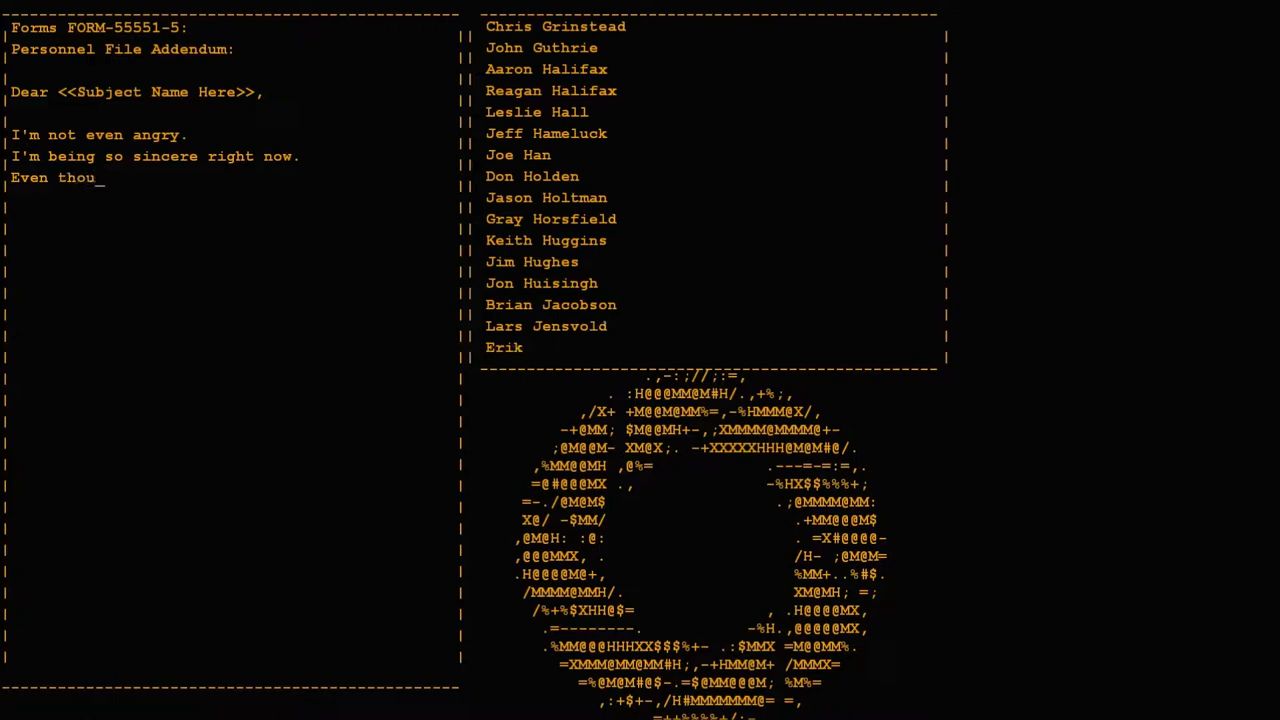 Forms FORM-55551-5:
Personnel File Addendum:
Dear <<Subject Name Here>>,
I'm not even angry.
I'm being so sincere right now.
Even thou_
Chris Grinstead
John Guthrie
Aaron Halifax
Reagan Halifax
Leslie Hall
Jeff Hameluck
Joe Han
Don Holden
Jason Holtman
Gray Horsfield
Keith Huggins
Jim Hughes
Jon Huisingh
Brian Jacobson
Lars Jensvold
Erik